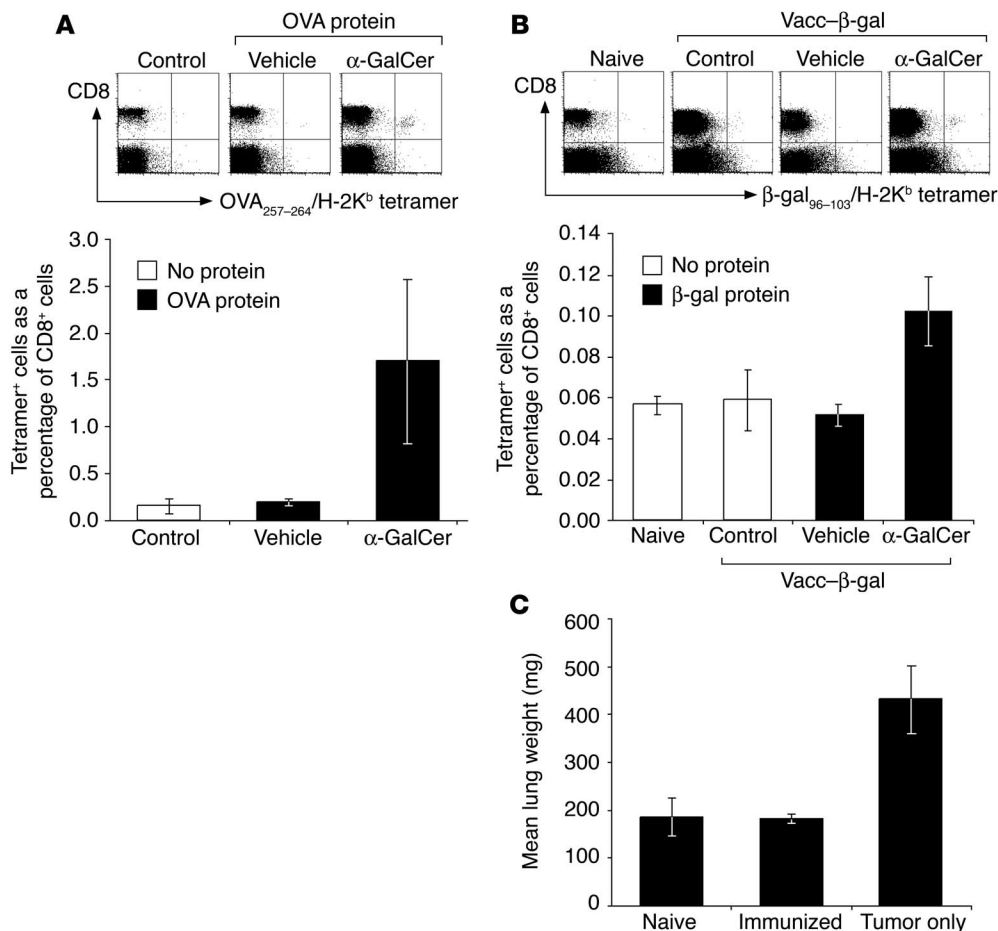 A
OVA protein
Control Vehicle α-GalCer
CD8
OVA257–264/H-2Kb tetramer
Tetramer+ cells as a
percentage of CD8+ cells
3.0
2.5
2.0
1.5
1.0
0.5
0.0
No protein
OVA protein
Control Vehicle α-GalCer
B
Vacc–β-gal
Naive Control Vehicle α-GalCer
CD8
β-gal96–103/H-2Kb tetramer
Tetramer+ cells as a
percentage of CD8+ cells
0.14
0.12
0.10
0.08
0.06
0.04
0.02
0.00
No protein
β-gal protein
Naive Control Vehicle α-GalCer
Vacc–β-gal
C
Mean lung weight (mg)
600
500
400
300
200
100
0
Naive Immunized Tumor only